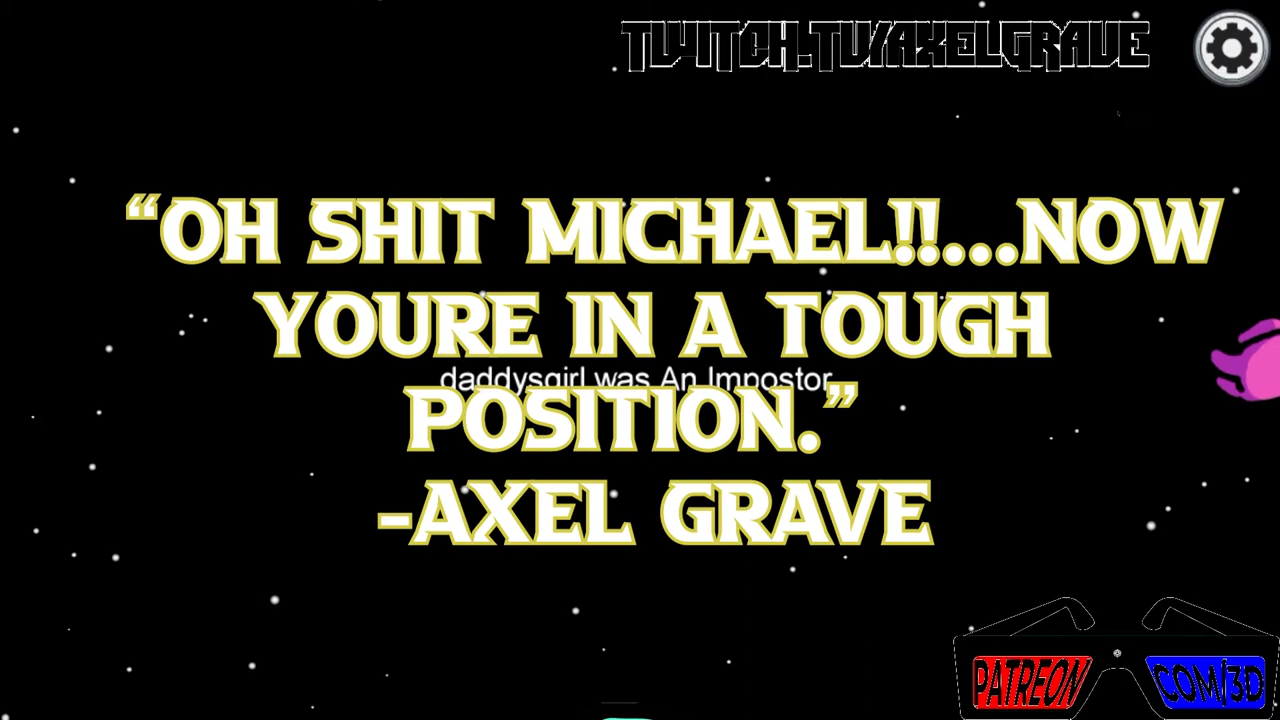 TWITCH.TV/AXELGRAVE
“OH SHIT MICHAEL!!...NOW
YOURE IN A TOUGH
daddysgirl was An Impostor.
POSITION.”
-AXEL GRAVE
PATREON COM/3D